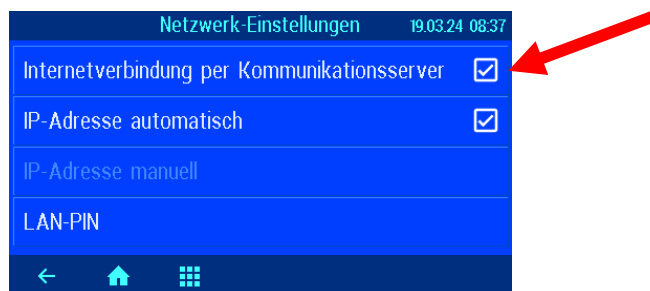 Netzwerk-Einstellungen 19.03.24 08:37
Internetverbindung per Kommunikationsserver
IP-Adresse automatisch
IP-Adresse manuell
LAN-PIN